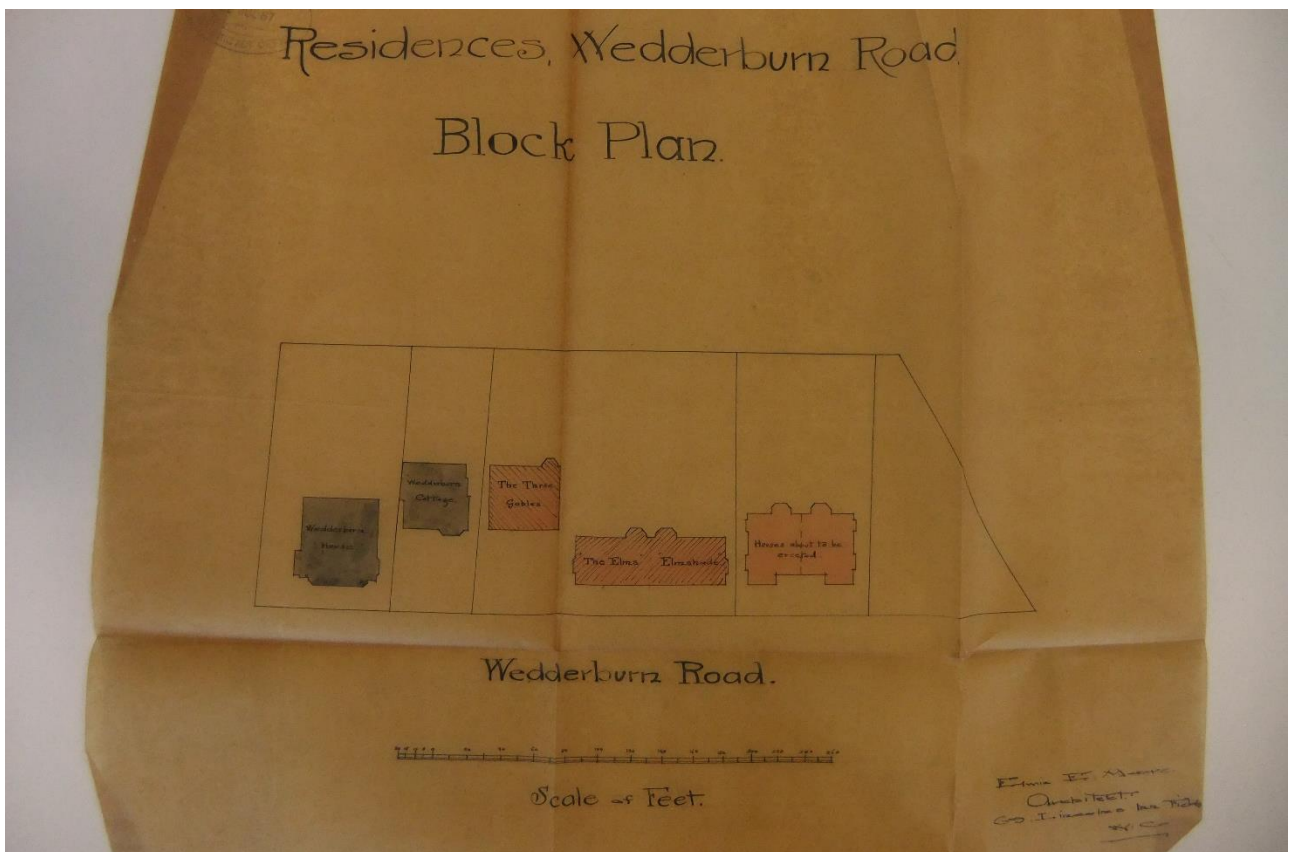 Residences, Wedderburn Road.
Block Plan.
Wedderburn
House
Wedderburn
Cottage
The Three
Gables
The Elms Elmshurst
Houses about to be
erected.
Wedderburn Road.
Scale of Feet.
Architect
W.C.